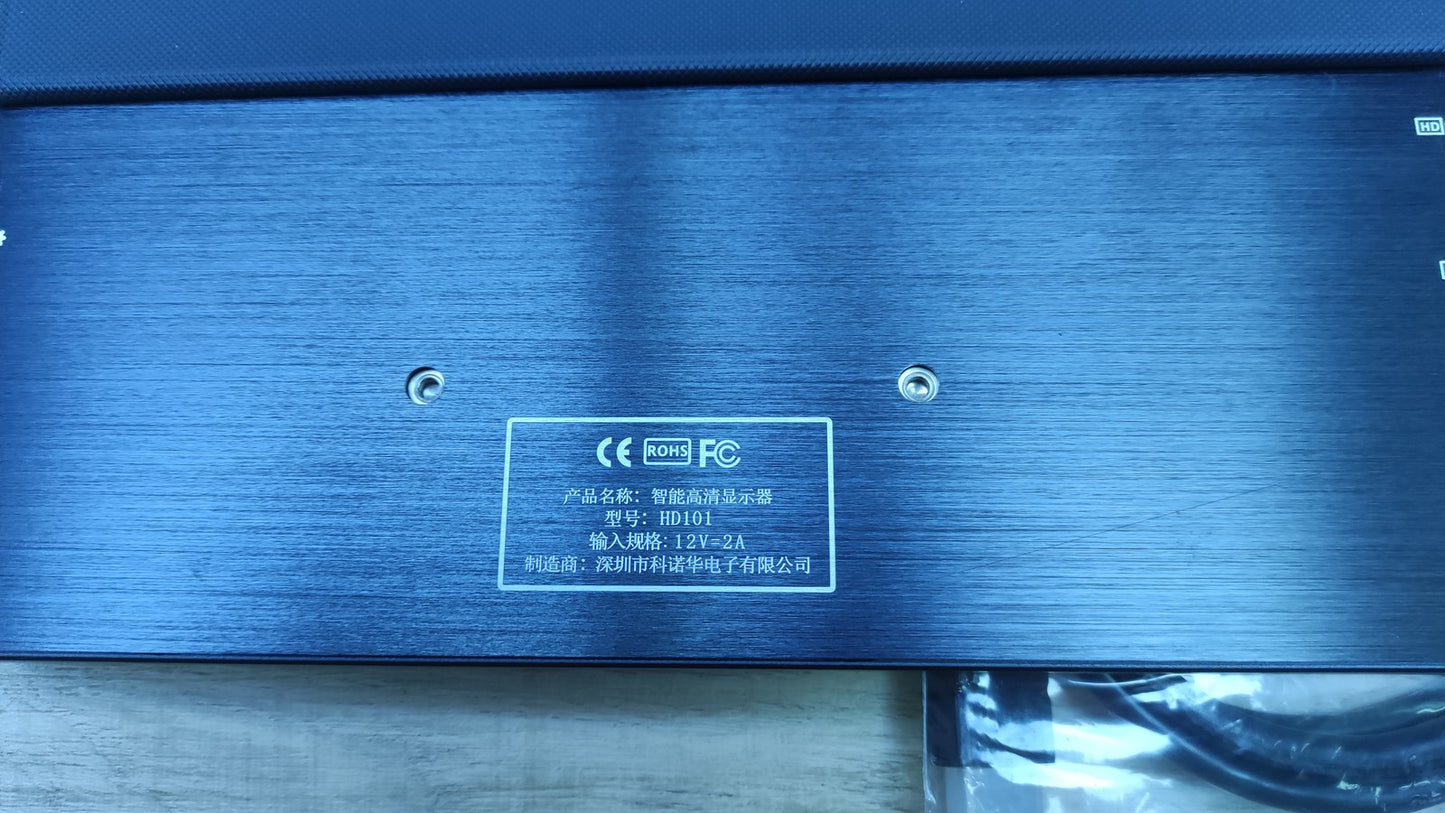 HD
CE ROHS FC
产品名称：智能高清显示器
型号：HD101
输入规格：12V=2A
制造商：深圳市科诺华电子有限公司